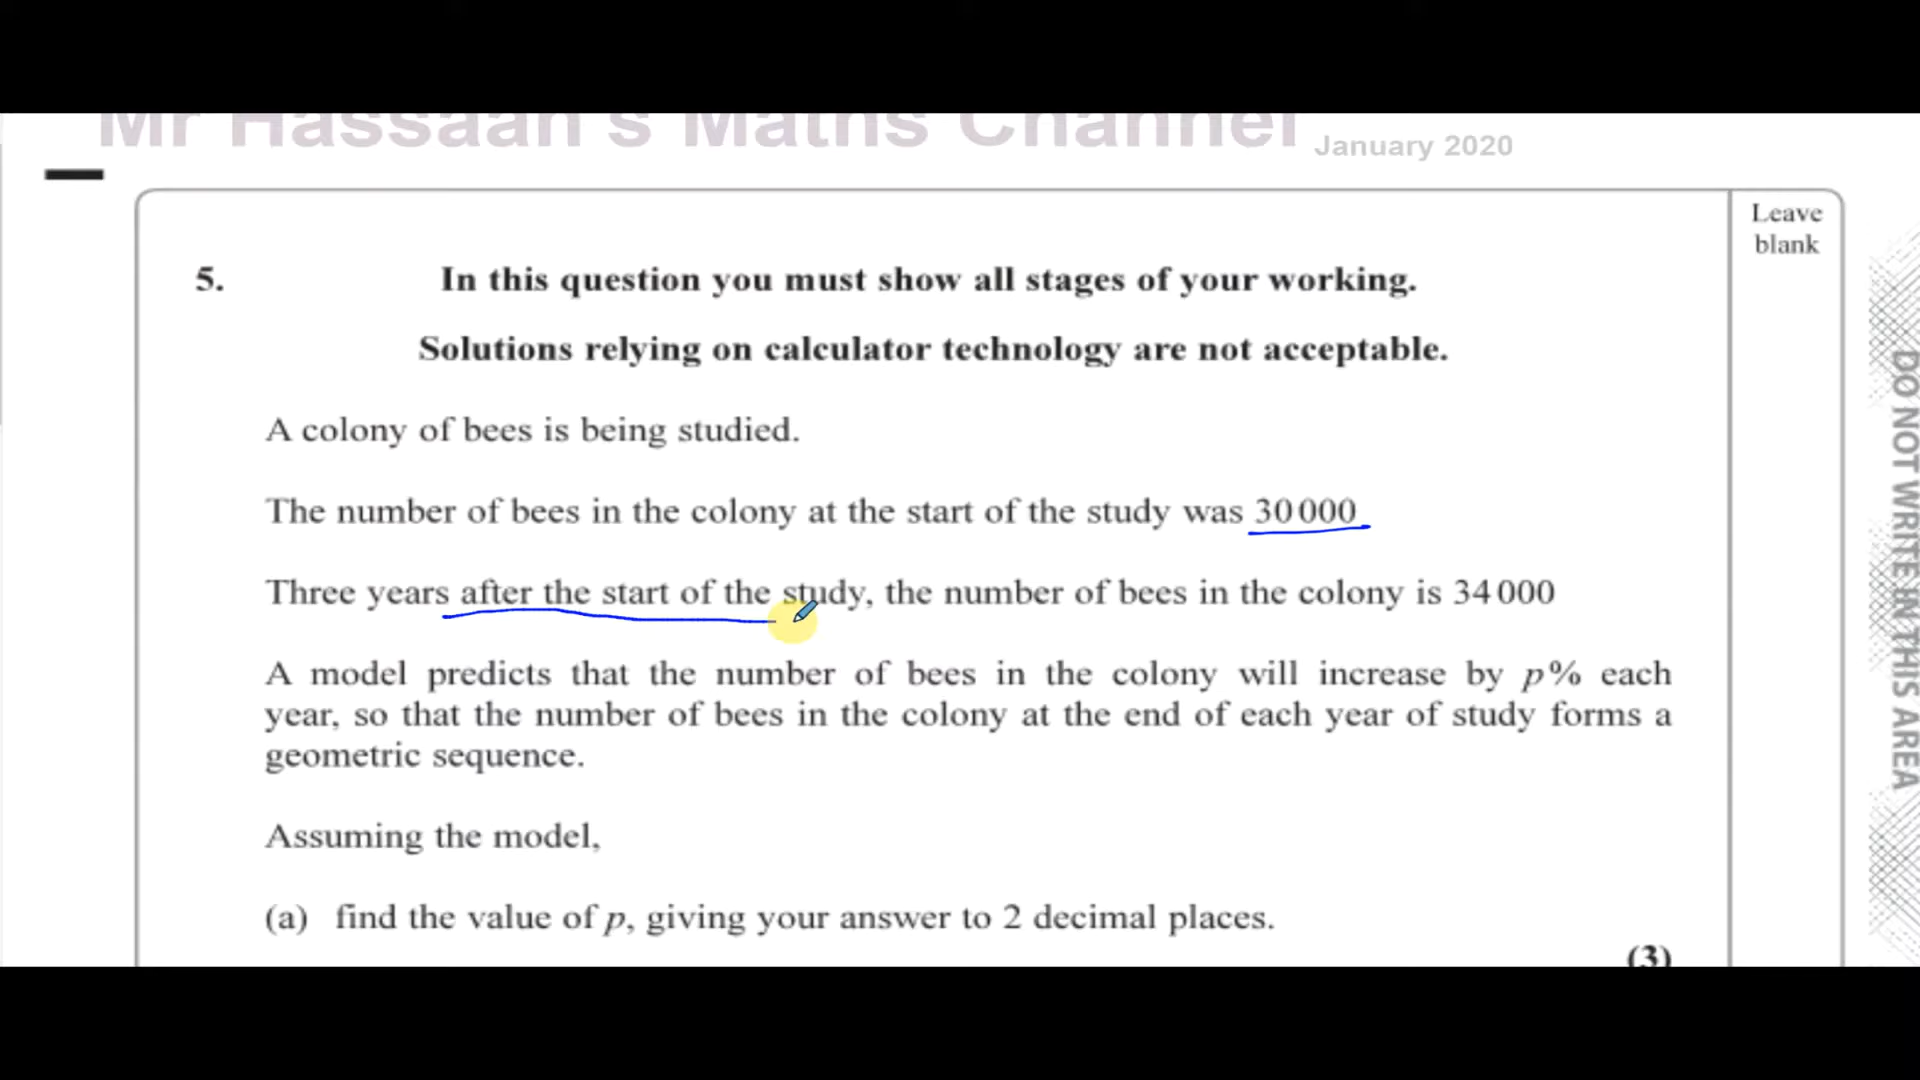 Mr Hassaan's Maths Channel
January 2020
Leave
blank
5. In this question you must show all stages of your working.
Solutions relying on calculator technology are not acceptable.
A colony of bees is being studied.
The number of bees in the colony at the start of the study was 30 000
Three years after the start of the study, the number of bees in the colony is 34 000
A model predicts that the number of bees in the colony will increase by p% each
year, so that the number of bees in the colony at the end of each year of study forms a
geometric sequence.
Assuming the model,
(a) find the value of p, giving your answer to 2 decimal places.
(3)
DO NOT WRITE IN THIS AREA